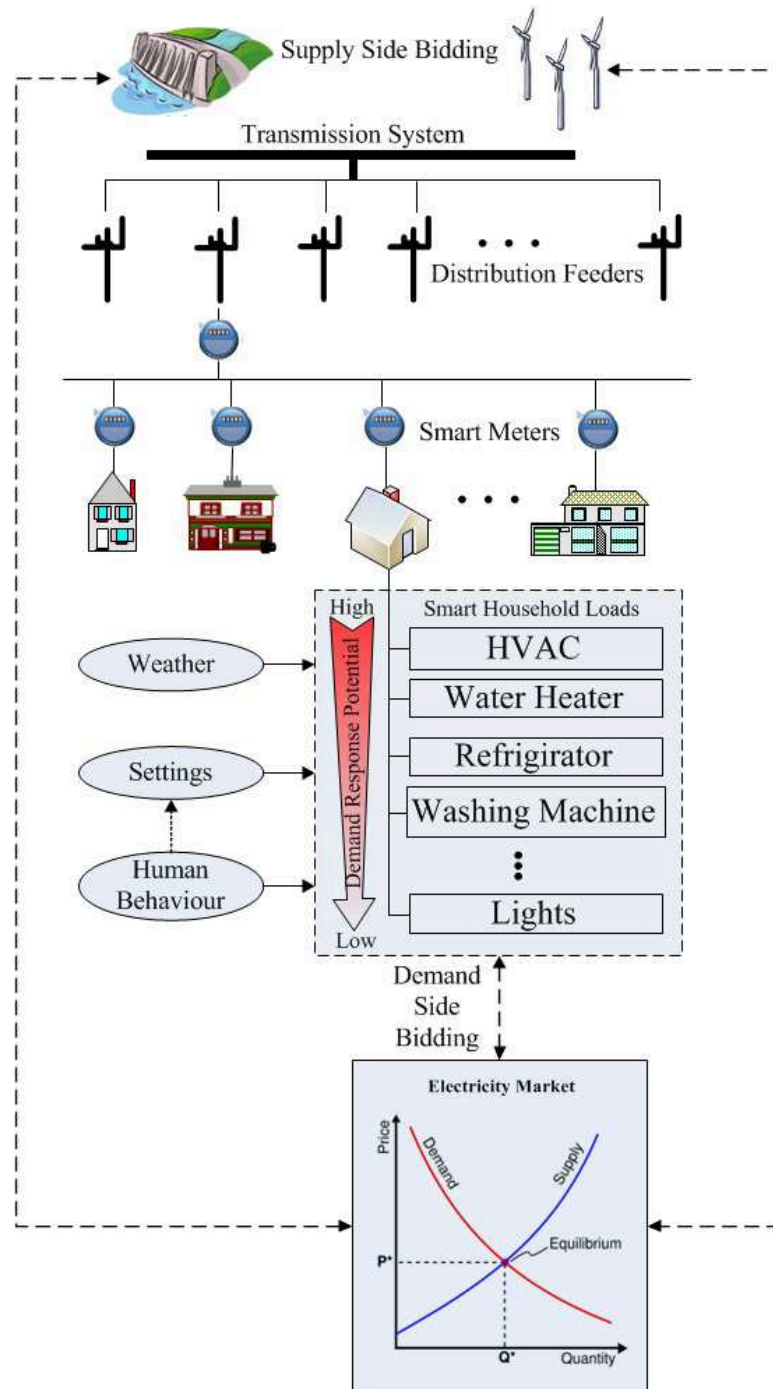 Supply Side Bidding
Transmission System
• • •
Distribution Feeders
Smart Meters
• • •
High
Smart Household Loads
Demand Response Potential
HVAC
Weather
Water Heater
Refrigirator
Settings
Washing Machine
Human
Behaviour
Lights
Low
Demand
Side
Bidding
Electricity Market
Price
Demand
Supply
Equilibrium
P*
Q*
Quantity